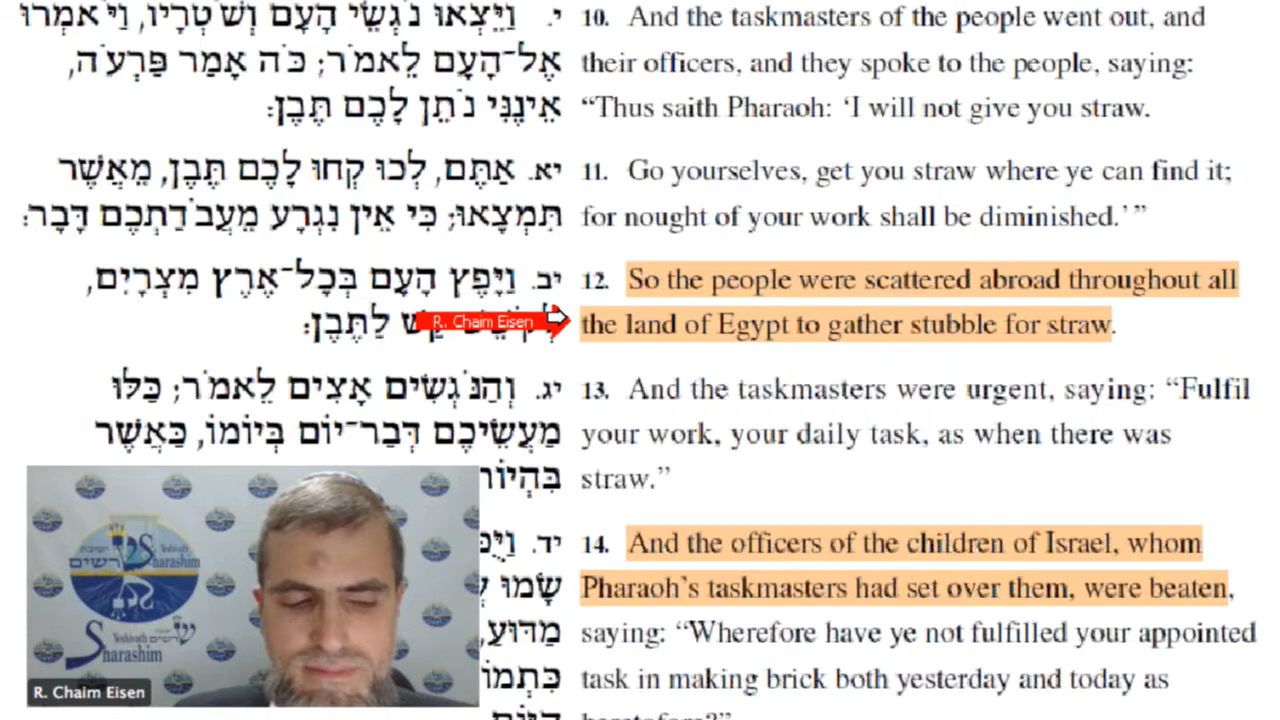 י. וַיֵּצְאוּ נֹגְשֵׂי הָעָם וְשֹׁטְרָיו, וַיֹּאמְרוּ
אֶל־הָעָם לֵאמֹר; כֹּה אָמַר פַּרְעֹה,
אֵינֶנִּי נֹתֵן לָכֶם תֶּבֶן:
10. And the taskmasters of the people went out, and
their officers, and they spoke to the people, saying:
“Thus saith Pharaoh: ‘I will not give you straw.
יא. אַתֶּם, לְכוּ קְחוּ לָכֶם תֶּבֶן, מֵאֲשֶׁר
תִּמְצָאוּ; כִּי אֵין נִגְרָע מֵעֲבֹדַתְכֶם דָּבָר:
11. Go yourselves, get you straw where ye can find it;
for nought of your work shall be diminished.’”
יב. וַיָּפֶץ הָעָם בְּכָל־אֶרֶץ מִצְרָיִם,
לַתֶּבֶן:
R. Chaim Eisen
12. So the people were scattered abroad throughout all
the land of Egypt to gather stubble for straw.
יג. וְהַנֹּגְשִׂים אָצִים לֵאמֹר; כַּלּוּ
מַעֲשֵׂיכֶם דְּבַר־יוֹם בְּיוֹמוֹ, כַּאֲשֶׁר
13. And the taskmasters were urgent, saying: “Fulfil
your work, your daily task, as when there was
straw.”
יד.
שָׂמוּ
מַדּוּעַ,
14. And the officers of the children of Israel, whom
Pharaoh’s taskmasters had set over them, were beaten,
saying: “Wherefore have ye not fulfilled your appointed
task in making brick both yesterday and today as
heretofore?”
ישיבת
שרשים
Yeshivath
Sharashim
Yeshivath
Sharashim
R. Chaim Eisen